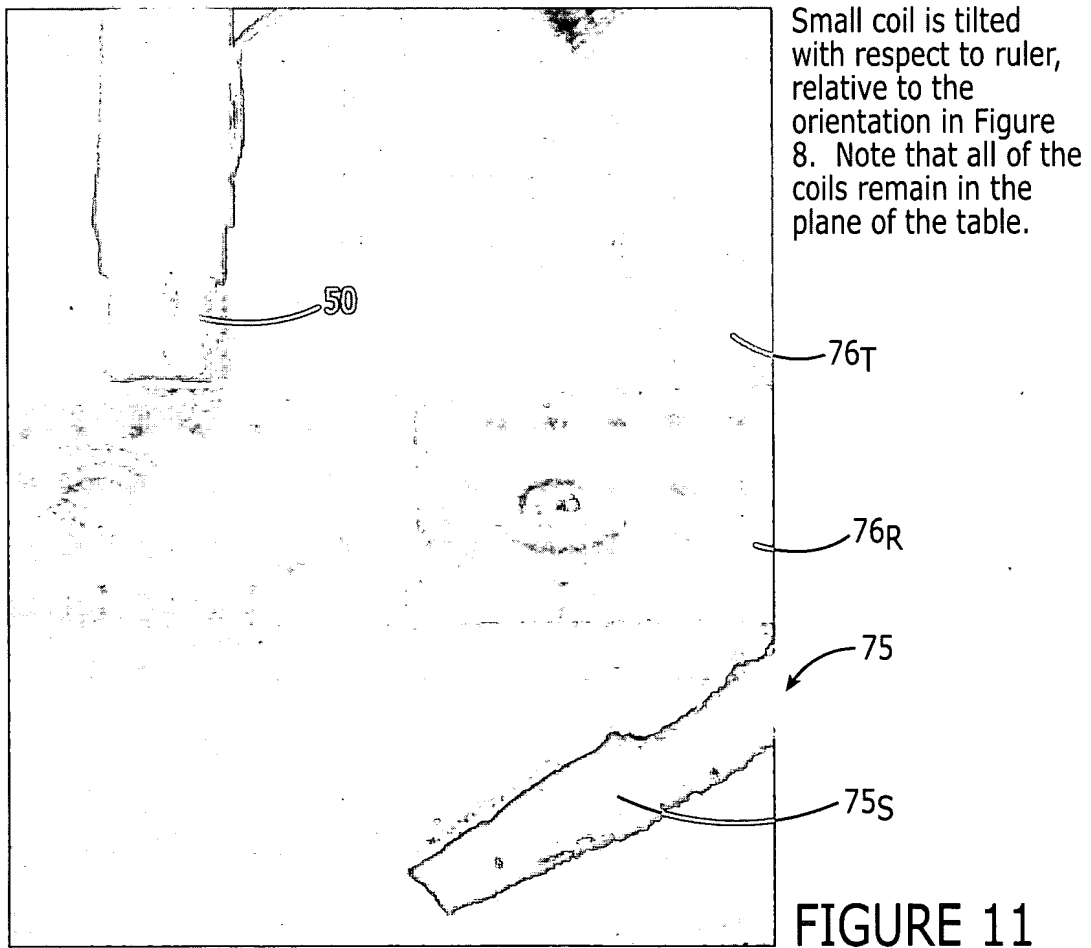 Small coil is tilted
with respect to ruler,
relative to the
orientation in Figure
8. Note that all of the
coils remain in the
plane of the table.
50
76T
76R
75
75S
FIGURE 11